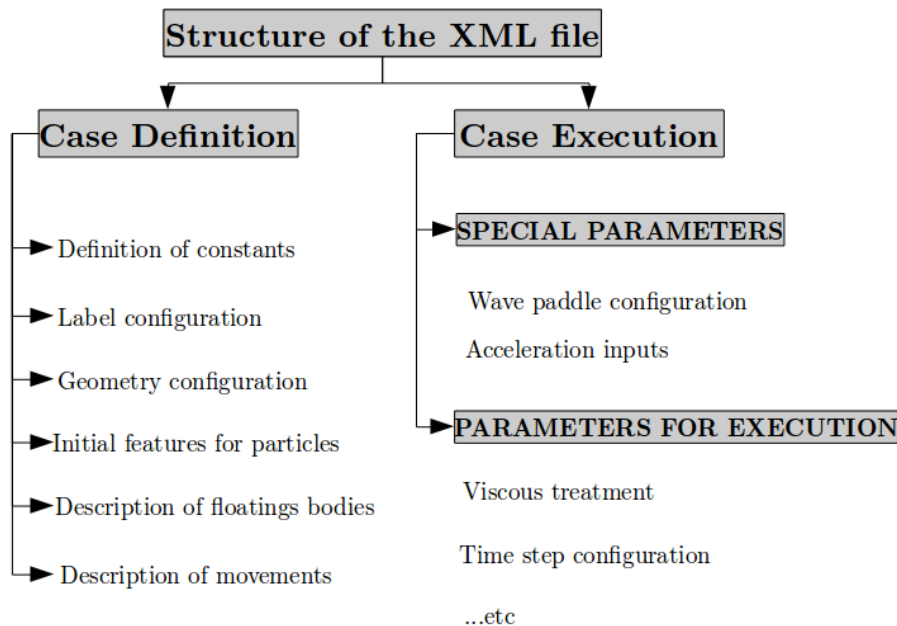 Structure of the XML file
Case Definition
Definition of constants
Label configuration
Geometry configuration
Initial features for particles
Description of floatings bodies
Description of movements
Case Execution
SPECIAL PARAMETERS
Wave paddle configuration
Acceleration inputs
PARAMETERS FOR EXECUTION
Viscous treatment
Time step configuration
...etc